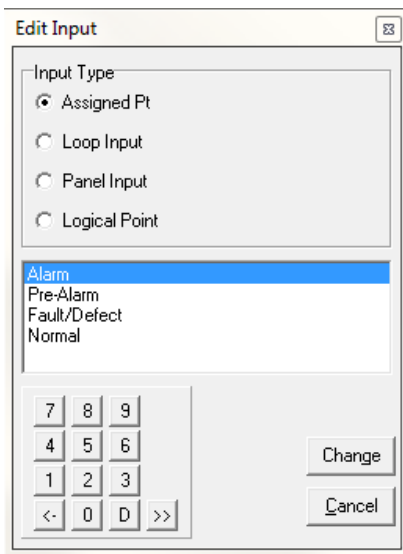 Edit Input
Input Type
Assigned Pt
Loop Input
Panel Input
Logical Point
Alarm
Pre-Alarm
Fault/Defect
Normal
7 8 9
4 5 6
1 2 3
<- 0 D >>
Change
Cancel